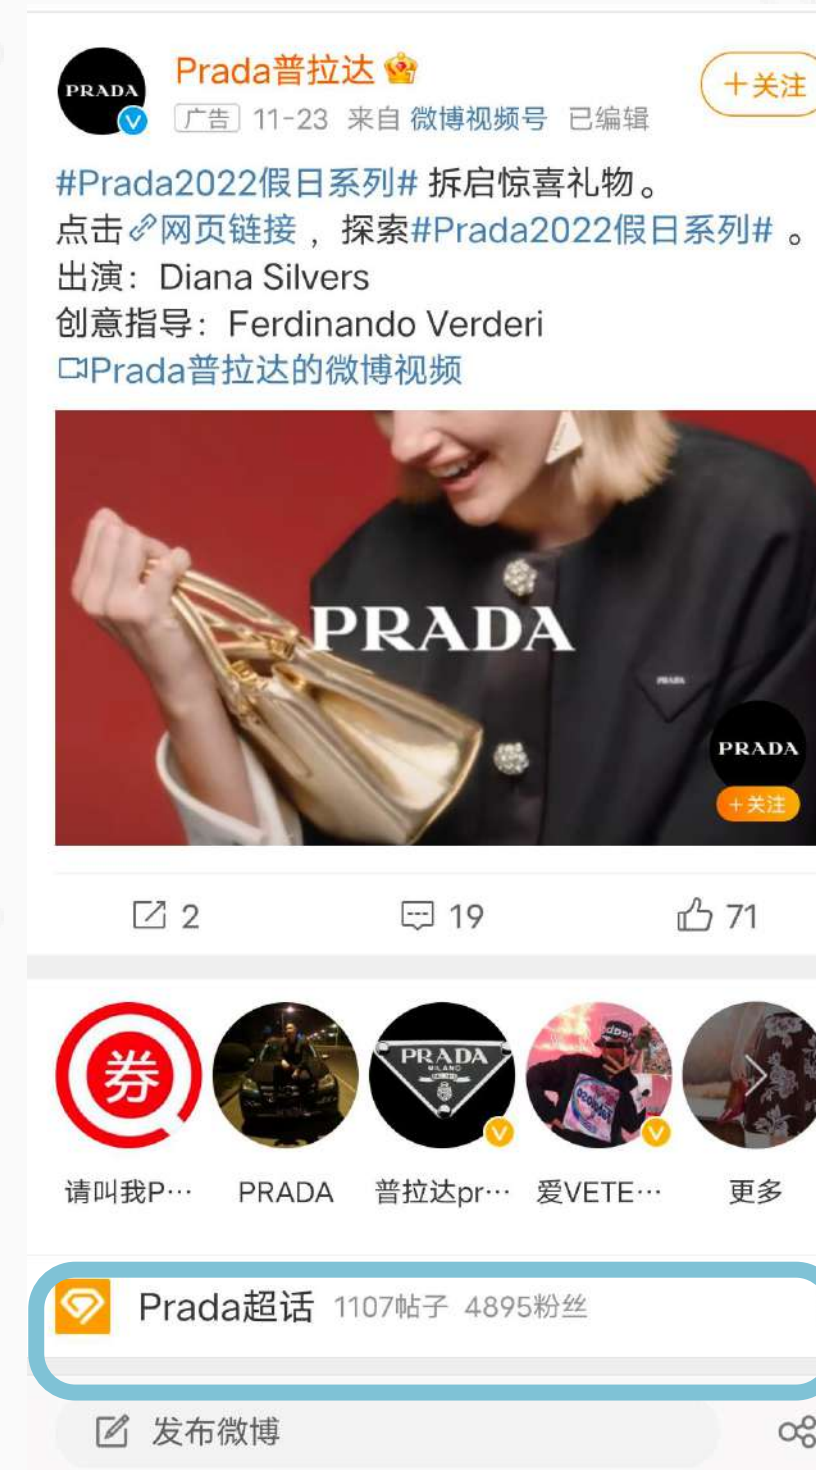 PRADA
Prada普拉达
+关注
广告 11-23 来自 微博视频号 已编辑
#Prada2022假日系列# 拆启惊喜礼物。
点击网页链接，探索#Prada2022假日系列# 。
出演：Diana Silvers
创意指导：Ferdinando Verderi
Prada普拉达的微博视频
PRADA
PRADA
PRADA
+关注
2 19 71
券
PRADA
MILANO
请叫我P… PRADA 普拉达pr… 爱VETE… 更多
Prada超话 1107帖子 4895粉丝
发布微博